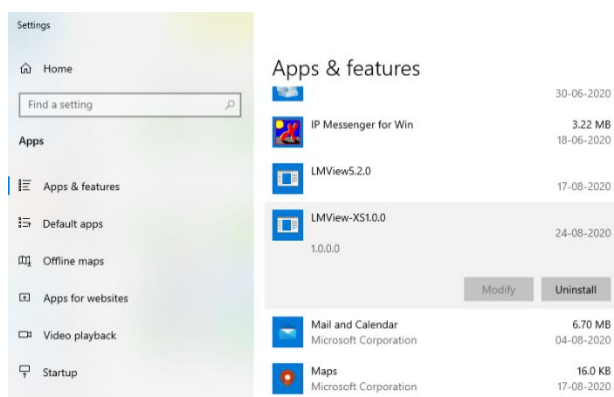 Settings
Home
Find a setting
Apps
Apps & features
Default apps
Offline maps
Apps for websites
Video playback
Startup
Apps & features
30-06-2020
IP Messenger for Win 3.22 MB
18-06-2020
LMView5.2.0
17-08-2020
LMView-XS1.0.0
24-08-2020
1.0.0.0
Modify Uninstall
Mail and Calendar 6.70 MB
Microsoft Corporation 04-08-2020
Maps 16.0 KB
Microsoft Corporation 17-08-2020